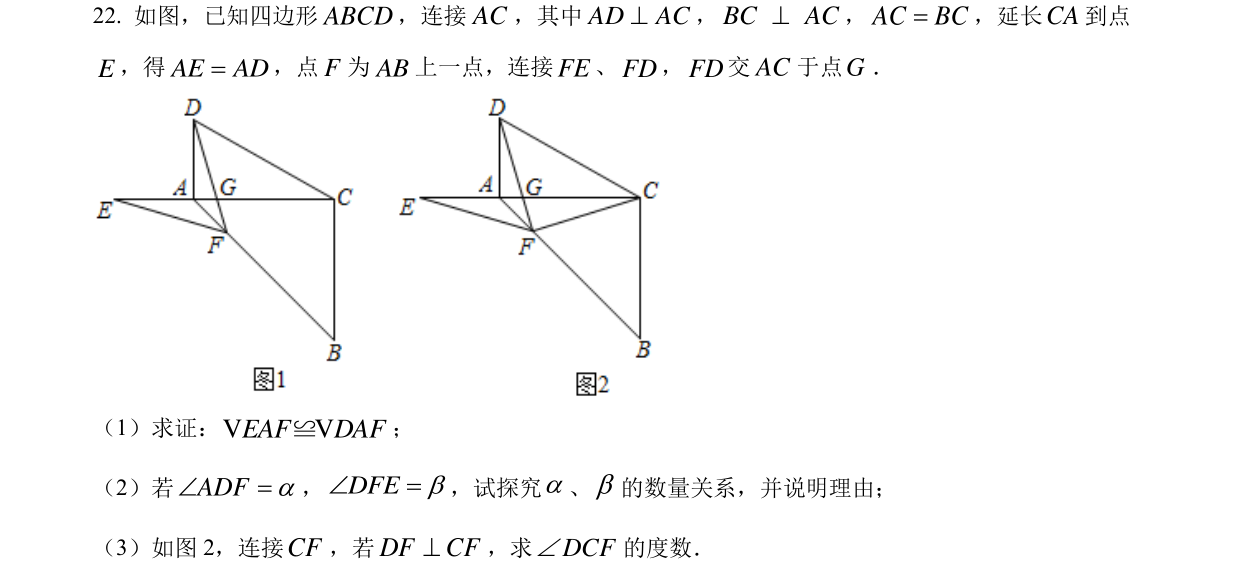 22. 如图，已知四边形ABCD，连接AC，其中AD⊥AC，BC ⊥ AC，AC=BC，延长CA到点
E，得AE=AD，点F为AB上一点，连接FE、FD，FD交AC于点G．
D
A
G
C
E
F
B
图1
D
A
G
C
E
F
B
图2
（1）求证：VEAF≌VDAF；
（2）若∠ADF=α，∠DFE=β，试探究α、β的数量关系，并说明理由；
（3）如图2，连接CF，若DF⊥CF，求∠DCF的度数．